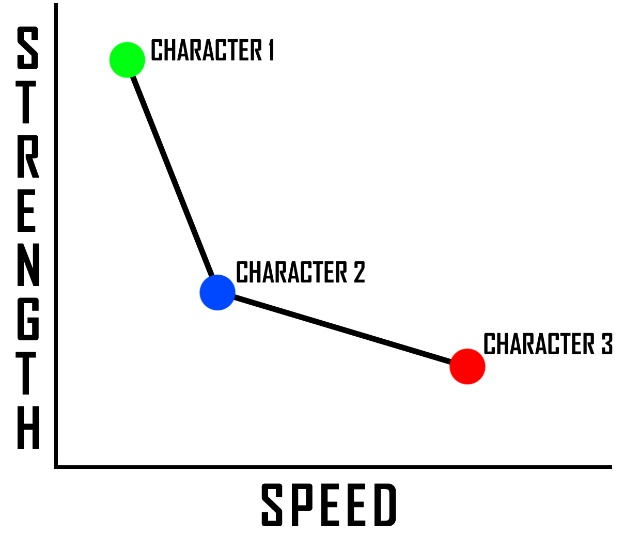 STRENGTH
CHARACTER 1
CHARACTER 2
CHARACTER 3
SPEED